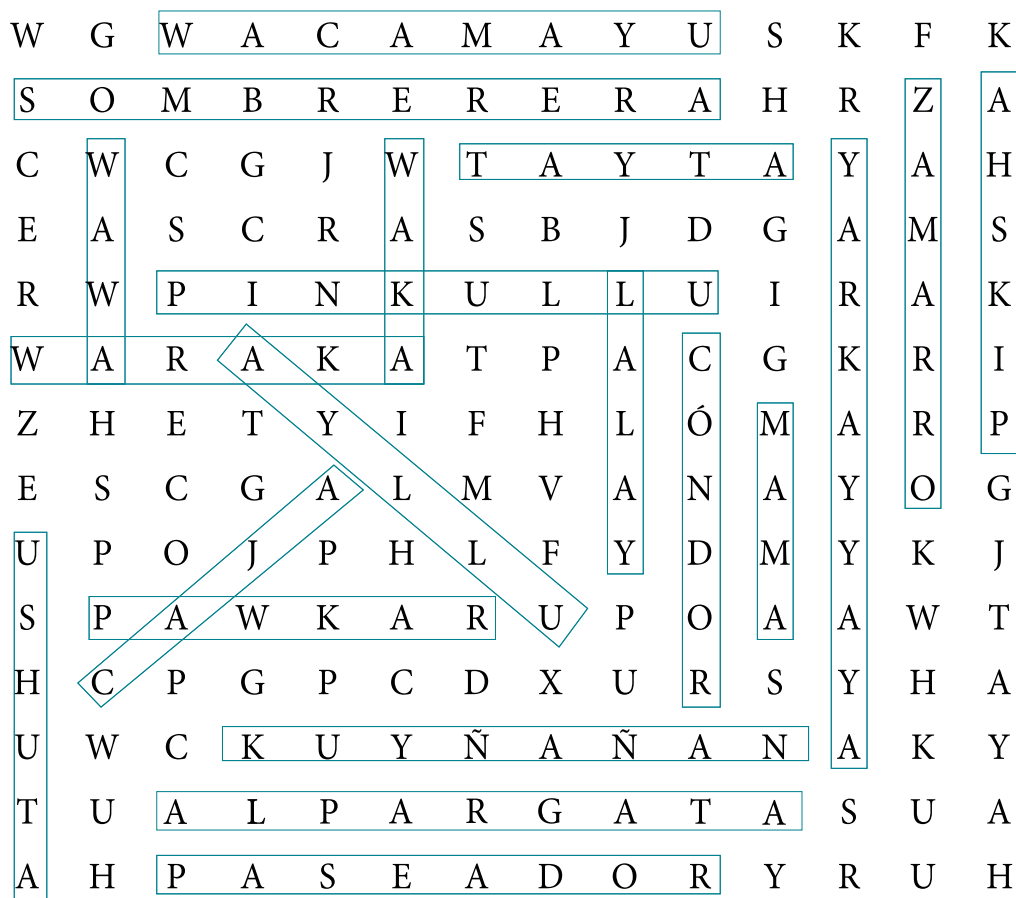 W G W A C A M A Y U S K F K
S O M B R E R E R A H R Z A
C W C G J W T A Y T A Y A H
E A S C R A S B J D G A M S
R W P I N K U L L U I R A K
W A R A K A T P A C G K R I
Z H E T Y I F H L Ó M A R P
E S C G A L M V A N A Y O G
U P O J P H L F Y D M Y K J
S P A W K A R U P O A A W T
H C P G P C D X U R S Y H A
U W C K U Y Ñ A Ñ A N A K Y
T U A L P A R G A T A S U A
A H P A S E A D O R Y R U H